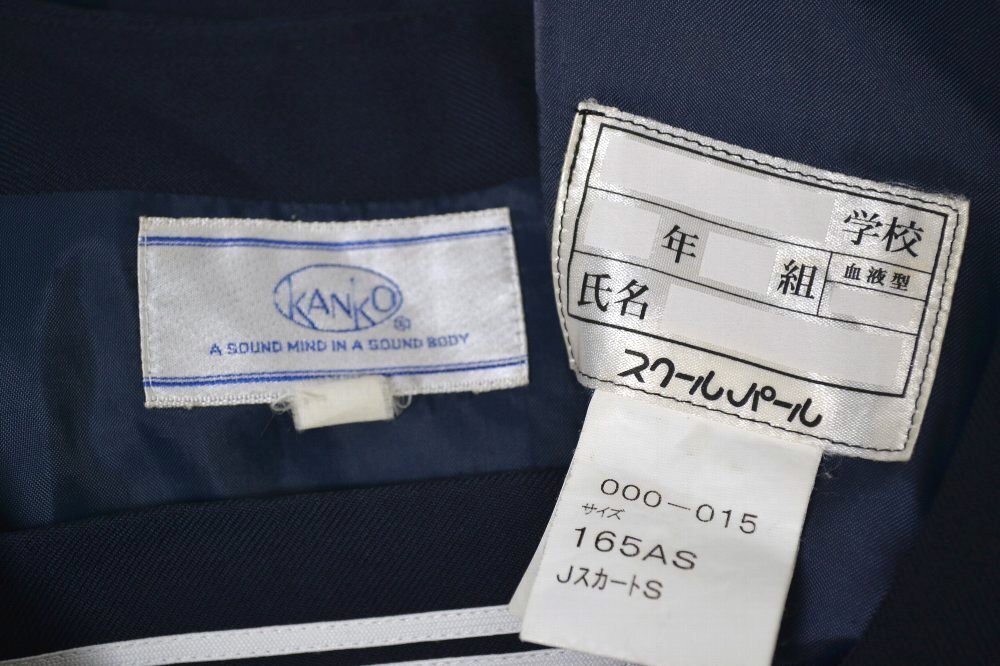 KANKO
®
A SOUND MIND IN A SOUND BODY
学校
年 組 血液型
氏名
スクールパール
000-015
サイズ
165AS
JスカートS